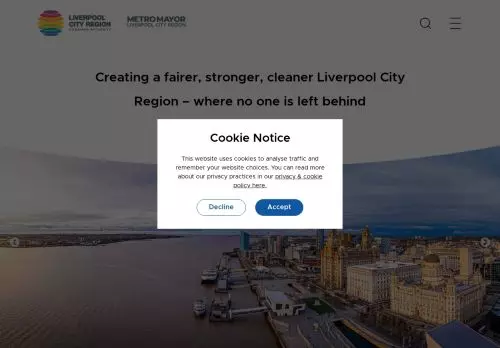 LIVERPOOL
CITY REGION
COMBINED AUTHORITY
METROMAYOR
LIVERPOOL CITY REGION
Creating a fairer, stronger, cleaner Liverpool City
Region – where no one is left behind
Cookie Notice
This website uses cookies to analyse traffic and
remember your website choices. You can read more
about our privacy practices in our privacy & cookie
policy here.
Decline
Accept